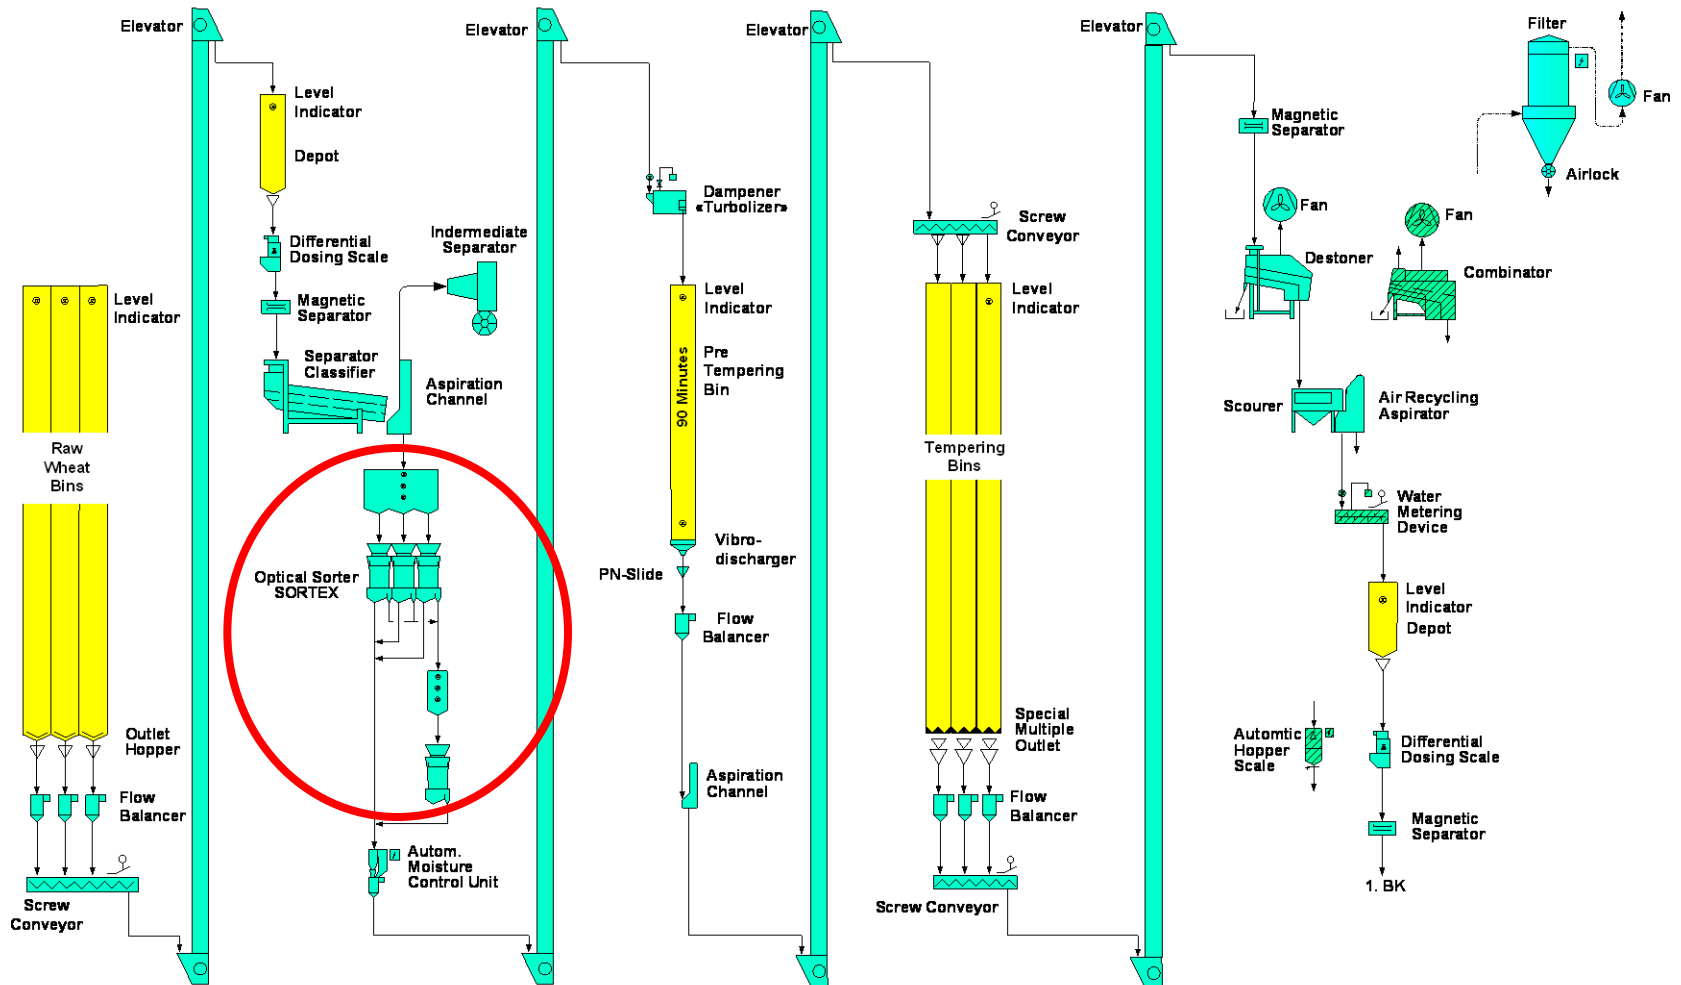 Elevator
Level
Indicator
Depot
Differential
Dosing Scale
Magnetic
Separator
Separator
Classifier
Indermediate
Separator
Aspiration
Channel
Level
Indicator
Raw
Wheat
Bins
Outlet
Hopper
Flow
Balancer
Screw
Conveyor
Optical Sorter
SORTEX
Autom.
Moisture
Control Unit
Elevator
Dampener
«Turbolizer»
Level
Indicator
90 Minutes
Pre
Tempering
Bin
Vibro-
discharger
PN-Slide
Flow
Balancer
Aspiration
Channel
Elevator
Screw
Conveyor
Level
Indicator
Tempering
Bins
Special
Multiple
Outlet
Flow
Balancer
Screw Conveyor
Elevator
Magnetic
Separator
Fan
Destoner
Scourer
Air Recycling
Aspirator
Water
Metering
Device
Level
Indicator
Depot
Differential
Dosing Scale
Magnetic
Separator
1. BK
Automtic
Hopper
Scale
Fan
Combinator
Filter
Fan
Airlock